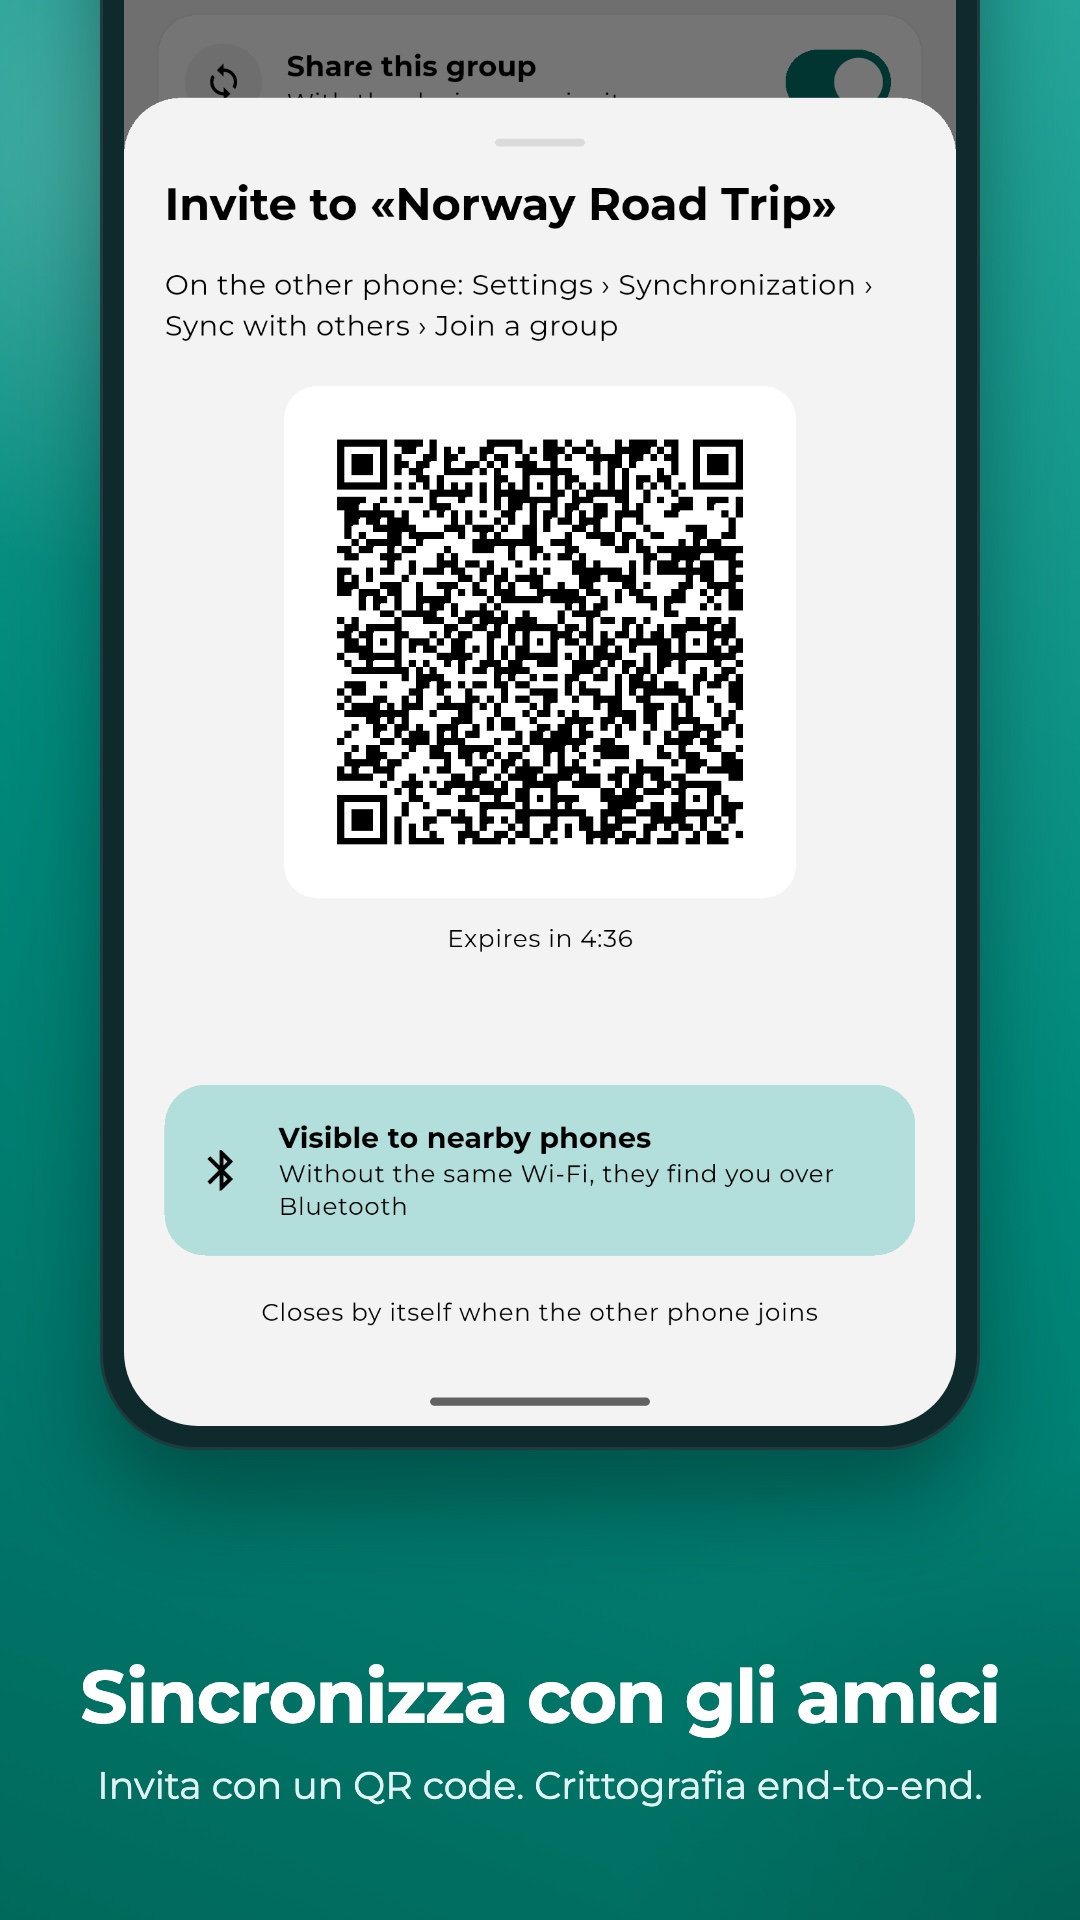 Share this group
Invite to «Norway Road Trip»
On the other phone: Settings › Synchronization ›
Sync with others › Join a group
Expires in 4:36
Visible to nearby phones
Without the same Wi-Fi, they find you over
Bluetooth
Closes by itself when the other phone joins
Sincronizza con gli amici
Invita con un QR code. Crittografia end-to-end.